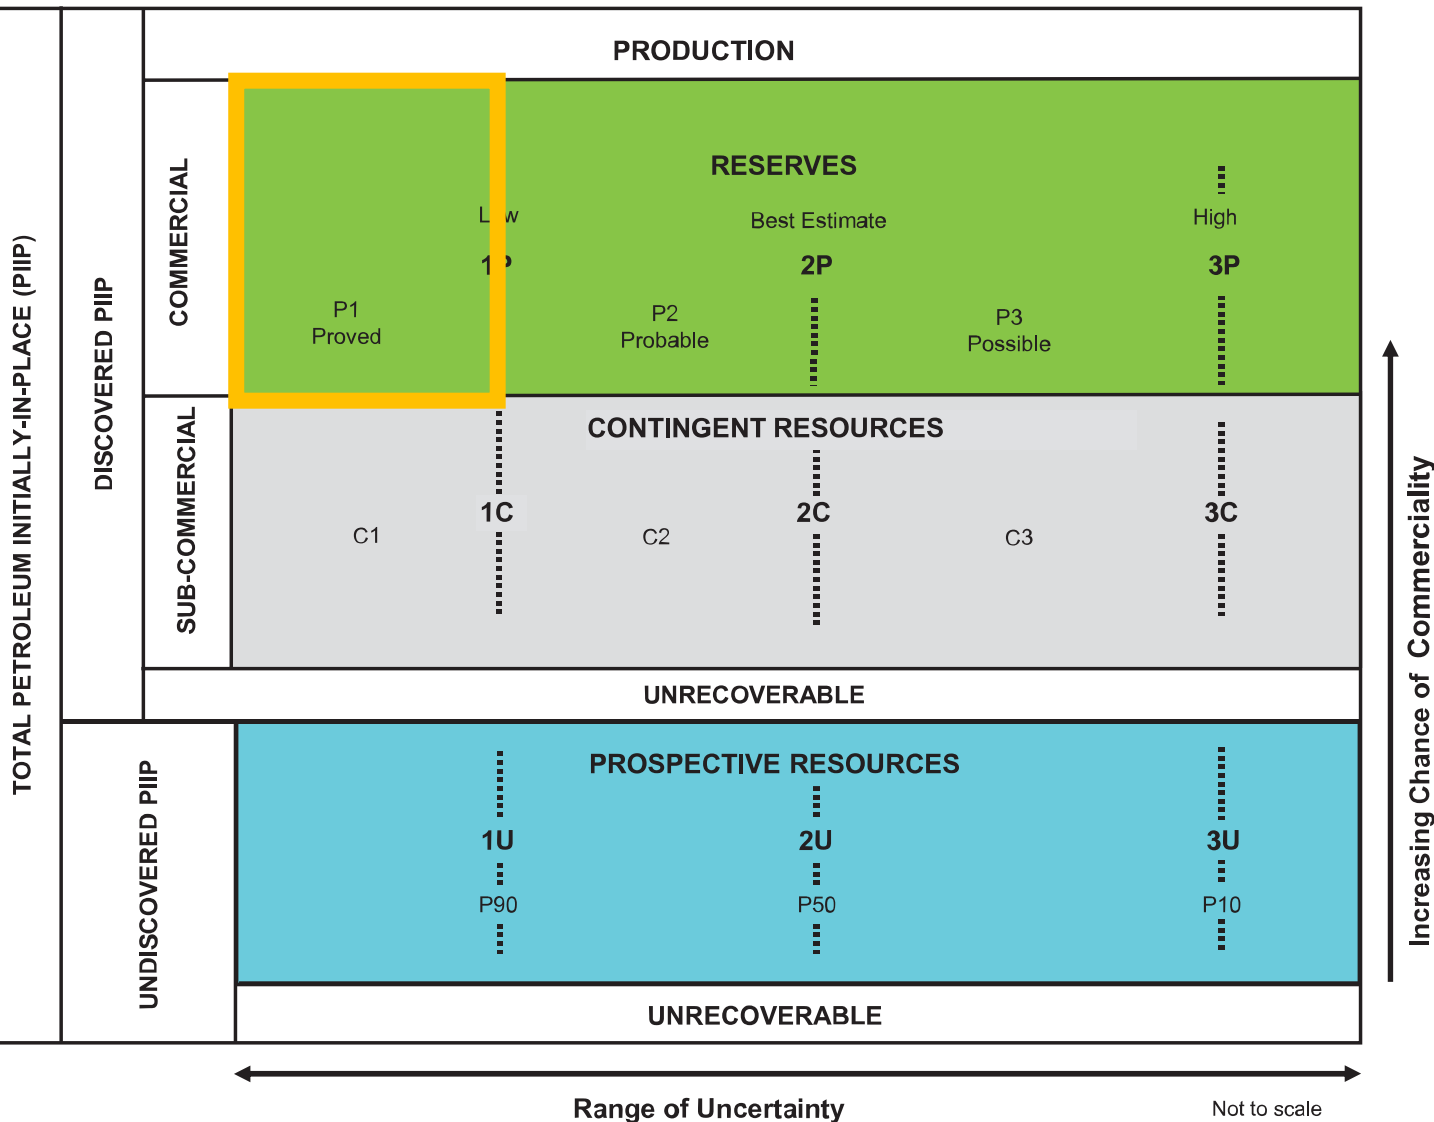 PRODUCTION
TOTAL PETROLEUM INITIALLY-IN-PLACE (PIIP)
DISCOVERED PIIP
COMMERCIAL
RESERVES
Low
Best Estimate
High
1P
2P
3P
P1
Proved
P2
Probable
P3
Possible
SUB-COMMERCIAL
CONTINGENT RESOURCES
1C
2C
3C
C1
C2
C3
UNRECOVERABLE
UNDISCOVERED PIIP
PROSPECTIVE RESOURCES
1U
2U
3U
P90
P50
P10
UNRECOVERABLE
Increasing Chance of Commerciality
Range of Uncertainty
Not to scale